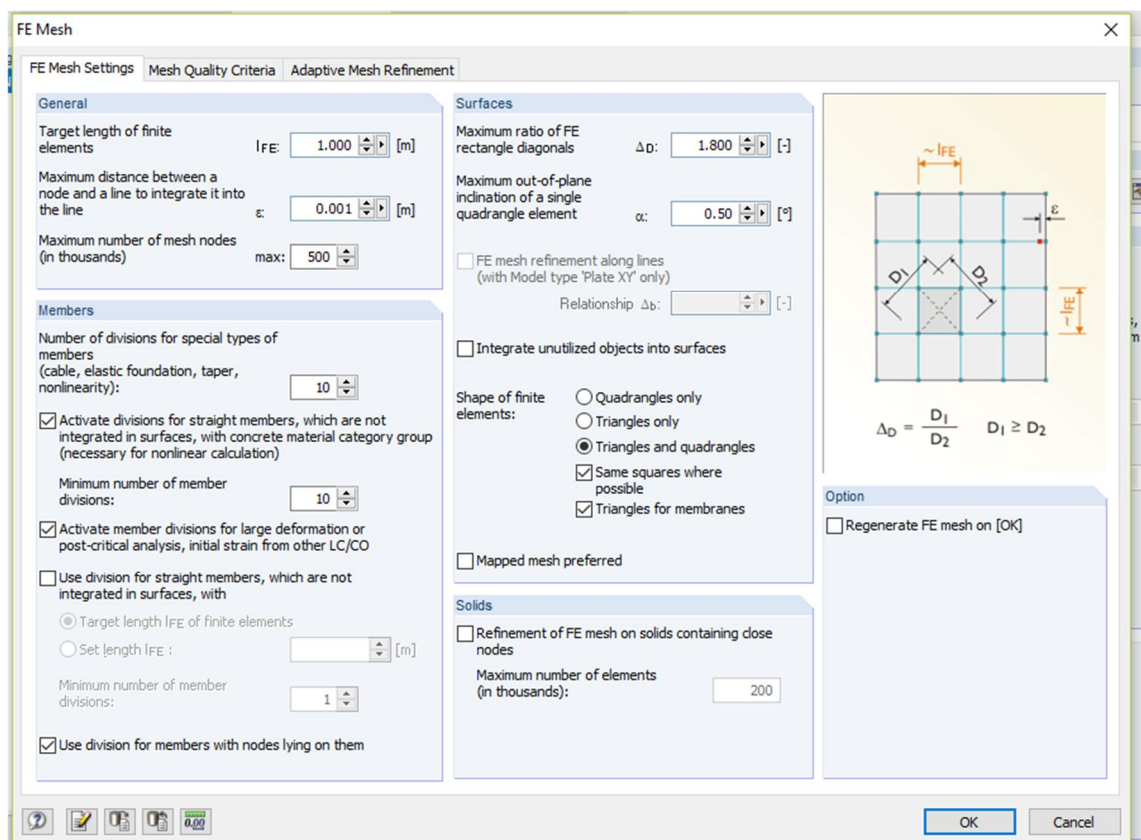 FE Mesh
FE Mesh Settings
Mesh Quality Criteria
Adaptive Mesh Refinement
General
Target length of finite
elements
lFE:
1.000
[m]
Maximum distance between a
node and a line to integrate it into
the line
ε:
0.001
[m]
Maximum number of mesh nodes
(in thousands)
max:
500
Members
Number of divisions for special types of
members
(cable, elastic foundation, taper,
nonlinearity):
10
Activate divisions for straight members, which are not
integrated in surfaces, with concrete material category group
(necessary for nonlinear calculation)
Minimum number of member
divisions:
10
Activate member divisions for large deformation or
post-critical analysis, initial strain from other LC/CO
Use division for straight members, which are not
integrated in surfaces, with
Target length lFE of finite elements
Set length lFE :
[m]
Minimum number of member
divisions:
1
Use division for members with nodes lying on them
Surfaces
Maximum ratio of FE
rectangle diagonals
ΔD:
1.800
[-]
Maximum out-of-plane
inclination of a single
quadrangle element
α:
0.50
[°]
FE mesh refinement along lines
(with Model type 'Plate XY' only)
Relationship Δb:
[-]
Integrate unutilized objects into surfaces
Shape of finite
elements:
Quadrangles only
Triangles only
Triangles and quadrangles
Same squares where
possible
Triangles for membranes
Mapped mesh preferred
Solids
Refinement of FE mesh on solids containing close
nodes
Maximum number of elements
(in thousands):
200
~ lFE
ε
D1
D2
~ lFE
ΔD = D1 / D2 D1 ≥ D2
Option
Regenerate FE mesh on [OK]
0.00
OK
Cancel